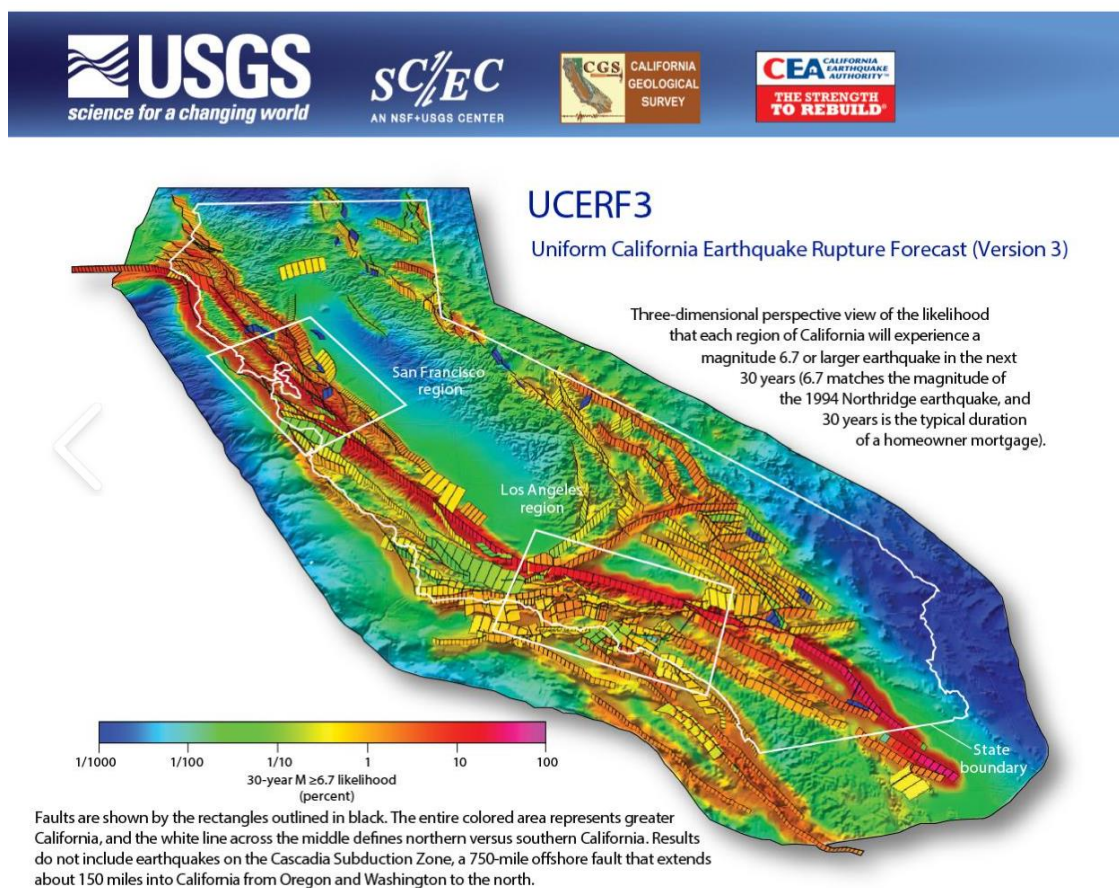 USGS
science for a changing world
SC/EC
AN NSF+USGS CENTER
CGS
CALIFORNIA
GEOLOGICAL
SURVEY
CEA CALIFORNIA
EARTHQUAKE
AUTHORITY™
THE STRENGTH
TO REBUILD®
UCERF3
Uniform California Earthquake Rupture Forecast (Version 3)
Three-dimensional perspective view of the likelihood
that each region of California will experience a
magnitude 6.7 or larger earthquake in the next
30 years (6.7 matches the magnitude of
the 1994 Northridge earthquake, and
30 years is the typical duration
of a homeowner mortgage).
San Francisco
region
Los Angeles
region
State
boundary
1/1000 1/100 1/10 1 10 100
30-year M ≥6.7 likelihood
(percent)
Faults are shown by the rectangles outlined in black. The entire colored area represents greater
California, and the white line across the middle defines northern versus southern California. Results
do not include earthquakes on the Cascadia Subduction Zone, a 750-mile offshore fault that extends
about 150 miles into California from Oregon and Washington to the north.